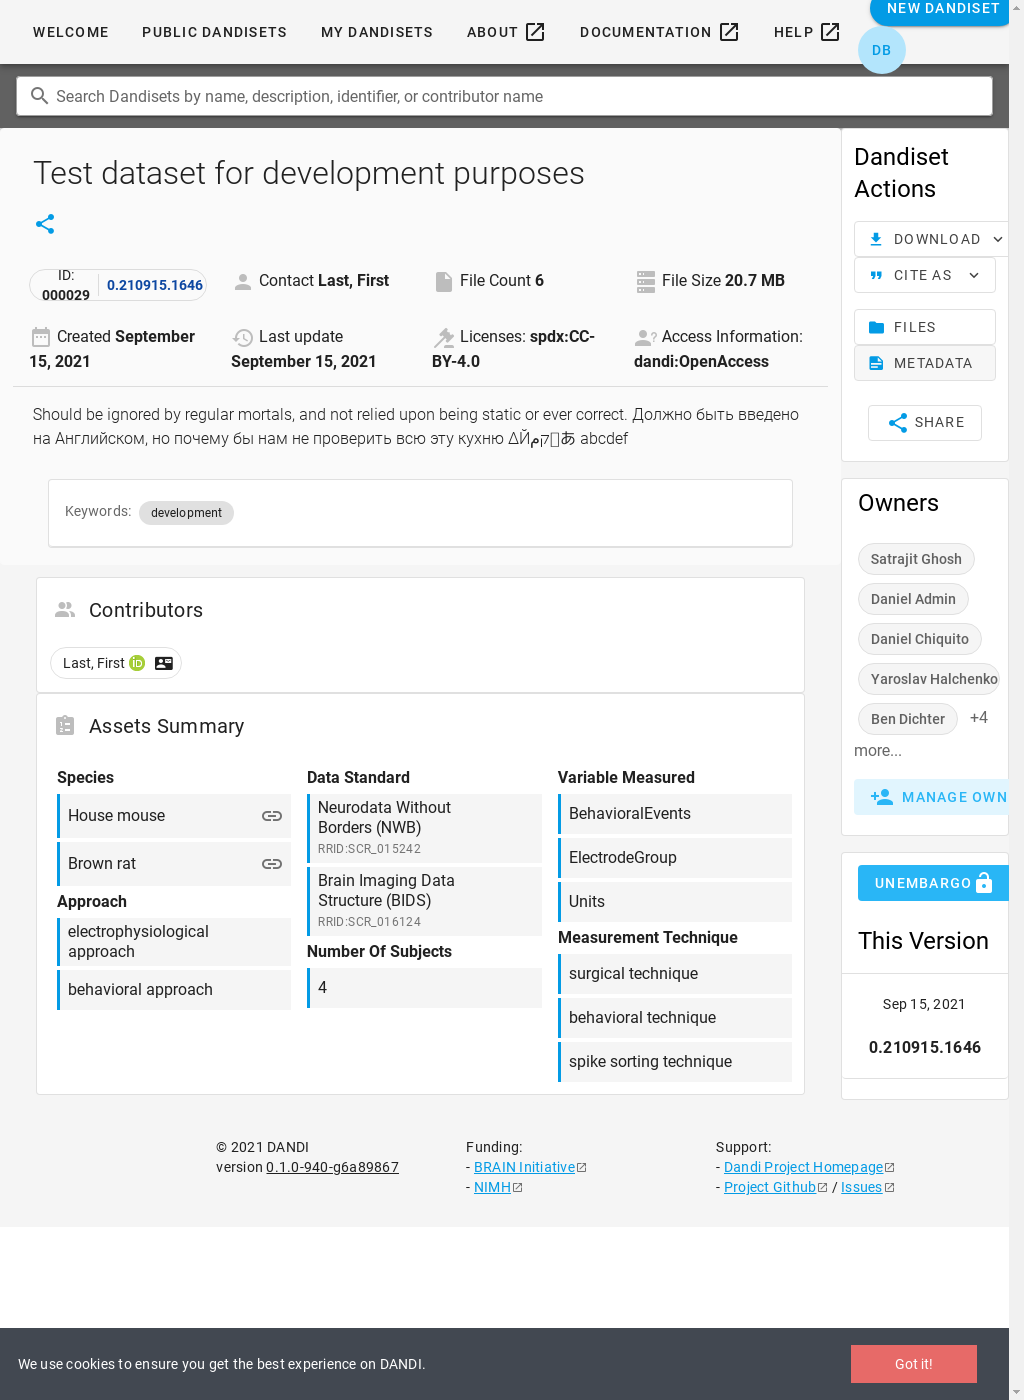 WELCOME PUBLIC DANDISETS MY DANDISETS ABOUT DOCUMENTATION HELP NEW DANDISET
DB
Search Dandisets by name, description, identifier, or contributor name
Test dataset for development purposes
ID: 000029 0.210915.1646
Contact Last, First
File Count 6
File Size 20.7 MB
Created September 15, 2021
Last update September 15, 2021
Licenses: spdx:CC-BY-4.0
Access Information: dandi:OpenAccess
Should be ignored by regular mortals, and not relied upon being static or ever correct. Должно быть введено
на Английском, но почему бы нам не проверить всю эту кухню ΔЙקمあ abcdef
Keywords: development
Contributors
Last, First
Assets Summary
Species
House mouse
Brown rat
Approach
electrophysiological
approach
behavioral approach
Data Standard
Neurodata Without
Borders (NWB)
RRID:SCR_015242
Brain Imaging Data
Structure (BIDS)
RRID:SCR_016124
Number Of Subjects
4
Variable Measured
BehavioralEvents
ElectrodeGroup
Units
Measurement Technique
surgical technique
behavioral technique
spike sorting technique
Dandiset
Actions
DOWNLOAD
CITE AS
FILES
METADATA
SHARE
Owners
Satrajit Ghosh
Daniel Admin
Daniel Chiquito
Yaroslav Halchenko
Ben Dichter +4
more...
MANAGE OWN
UNEMBARGO
This Version
Sep 15, 2021
0.210915.1646
© 2021 DANDI
version 0.1.0-940-g6a89867
Funding:
- BRAIN Initiative
- NIMH
Support:
- Dandi Project Homepage
- Project Github / Issues
We use cookies to ensure you get the best experience on DANDI.
Got it!